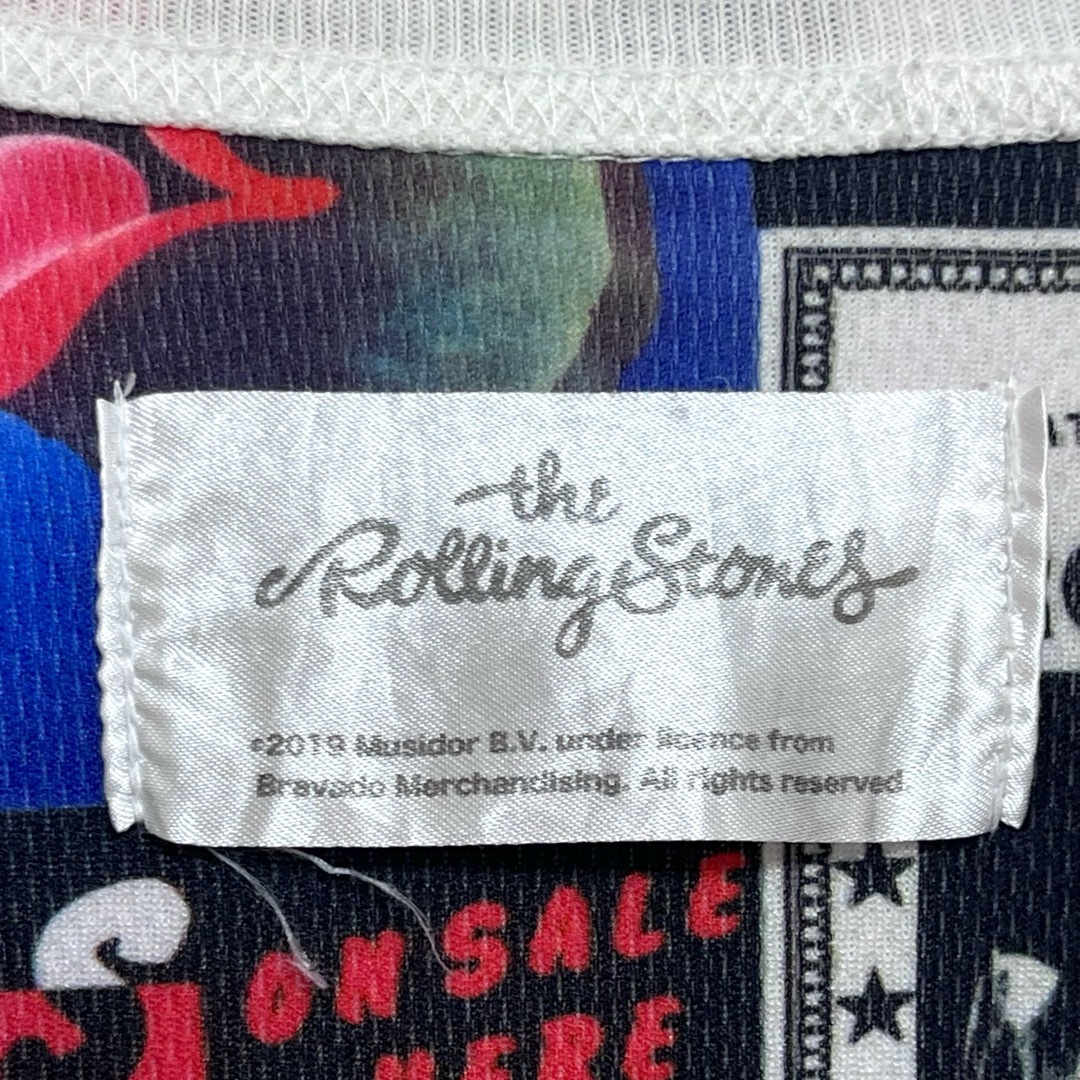 the
Rolling Stones
©2019 Musidor B.V. under licence from
Bravado Merchandising. All rights reserved
ON SALE
HERE